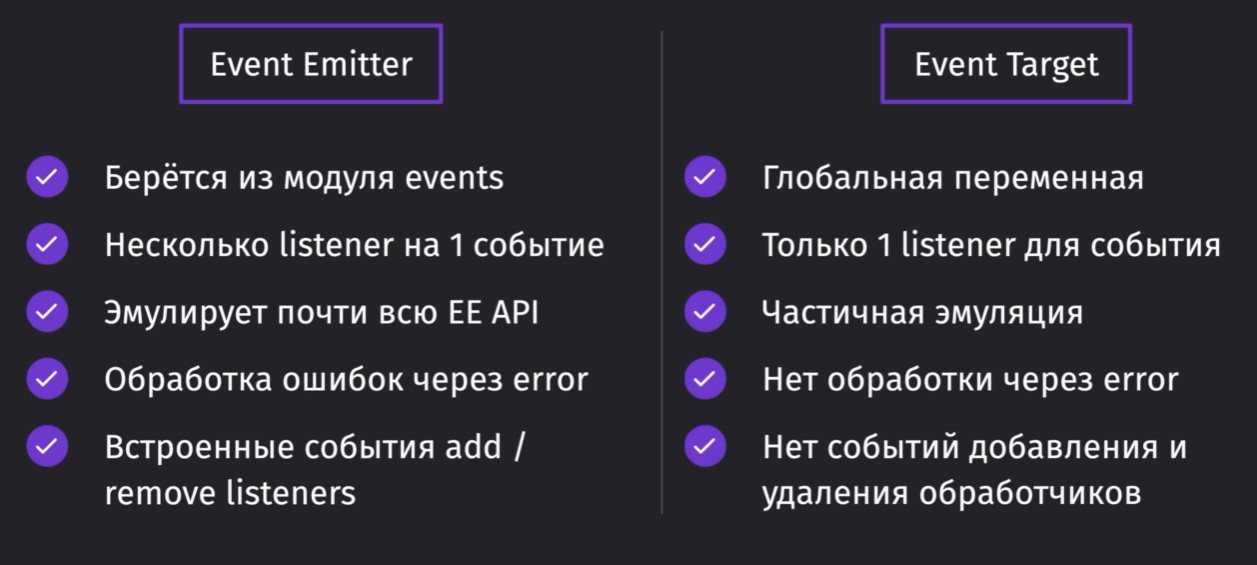 Event Emitter
Берётся из модуля events
Несколько listener на 1 событие
Эмулирует почти всю EE API
Обработка ошибок через error
Встроенные события add /
remove listeners
Event Target
Глобальная переменная
Только 1 listener для события
Частичная эмуляция
Нет обработки через error
Нет событий добавления и
удаления обработчиков